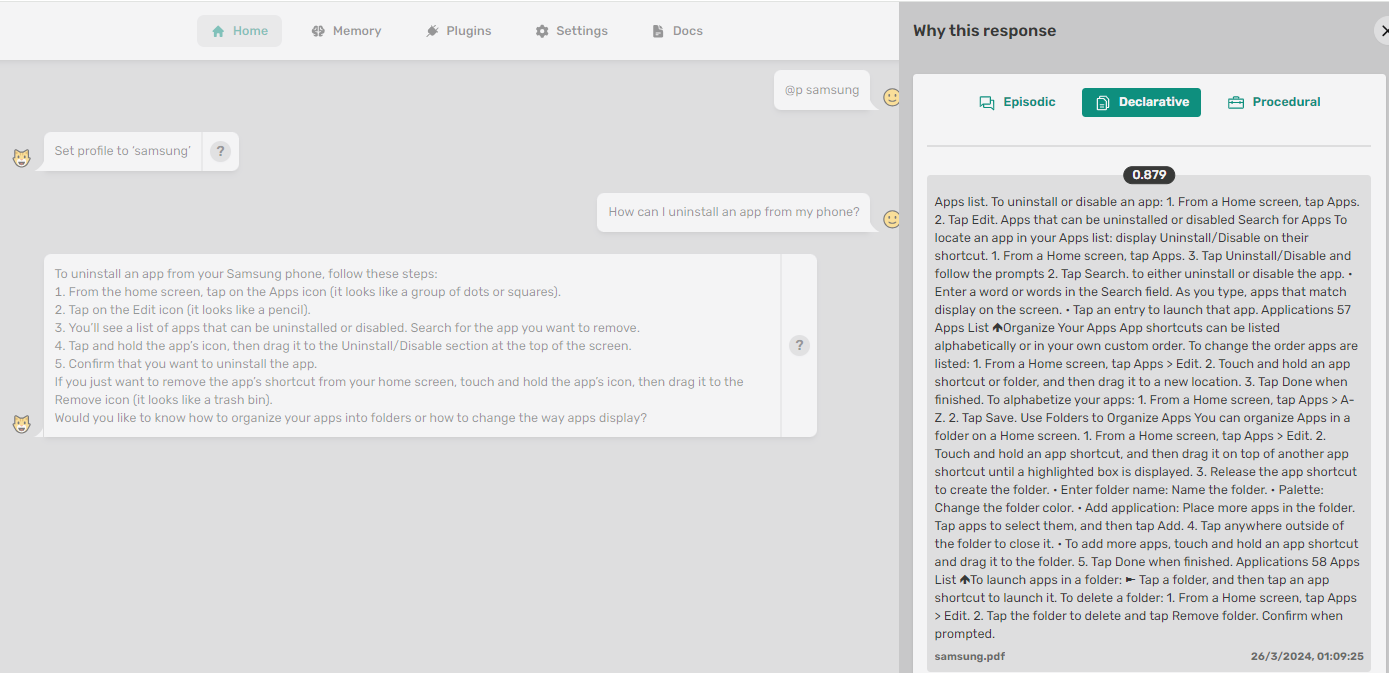 Home
Memory
Plugins
Settings
Docs
@p samsung
Set profile to 'samsung'
?
How can I uninstall an app from my phone?
To uninstall an app from your Samsung phone, follow these steps:
1. From the home screen, tap on the Apps icon (it looks like a group of dots or squares).
2. Tap on the Edit icon (it looks like a pencil).
3. You'll see a list of apps that can be uninstalled or disabled. Search for the app you want to remove.
4. Tap and hold the app's icon, then drag it to the Uninstall/Disable section at the top of the screen.
5. Confirm that you want to uninstall the app.
If you just want to remove the app's shortcut from your home screen, touch and hold the app's icon, then drag it to the
Remove icon (it looks like a trash bin).
Would you like to know how to organize your apps into folders or how to change the way apps display?
?
Why this response
Episodic
Declarative
Procedural
0.879
Apps list. To uninstall or disable an app: 1. From a Home screen, tap Apps.
2. Tap Edit. Apps that can be uninstalled or disabled Search for Apps To
locate an app in your Apps list: display Uninstall/Disable on their
shortcut. 1. From a Home screen, tap Apps. 3. Tap Uninstall/Disable and
follow the prompts 2. Tap Search. to either uninstall or disable the app. •
Enter a word or words in the Search field. As you type, apps that match
display on the screen. • Tap an entry to launch that app. Applications 57
Apps List 🡅Organize Your Apps App shortcuts can be listed
alphabetically or in your own custom order. To change the order apps are
listed: 1. From a Home screen, tap Apps > Edit. 2. Touch and hold an app
shortcut or folder, and then drag it to a new location. 3. Tap Done when
finished. To alphabetize your apps: 1. From a Home screen, tap Apps > A-
Z. 2. Tap Save. Use Folders to Organize Apps You can organize Apps in a
folder on a Home screen. 1. From a Home screen, tap Apps > Edit. 2.
Touch and hold an app shortcut, and then drag it on top of another app
shortcut until a highlighted box is displayed. 3. Release the app shortcut
to create the folder. • Enter folder name: Name the folder. • Palette:
Change the folder color. • Add application: Place more apps in the folder.
Tap apps to select them, and then tap Add. 4. Tap anywhere outside of
the folder to close it. • To add more apps, touch and hold an app shortcut
and drag it to the folder. 5. Tap Done when finished. Applications 58 Apps
List 🡅To launch apps in a folder: ► Tap a folder, and then tap an app
shortcut to launch it. To delete a folder: 1. From a Home screen, tap Apps
> Edit. 2. Tap the folder to delete and tap Remove folder. Confirm when
prompted.
samsung.pdf
26/3/2024, 01:09:25